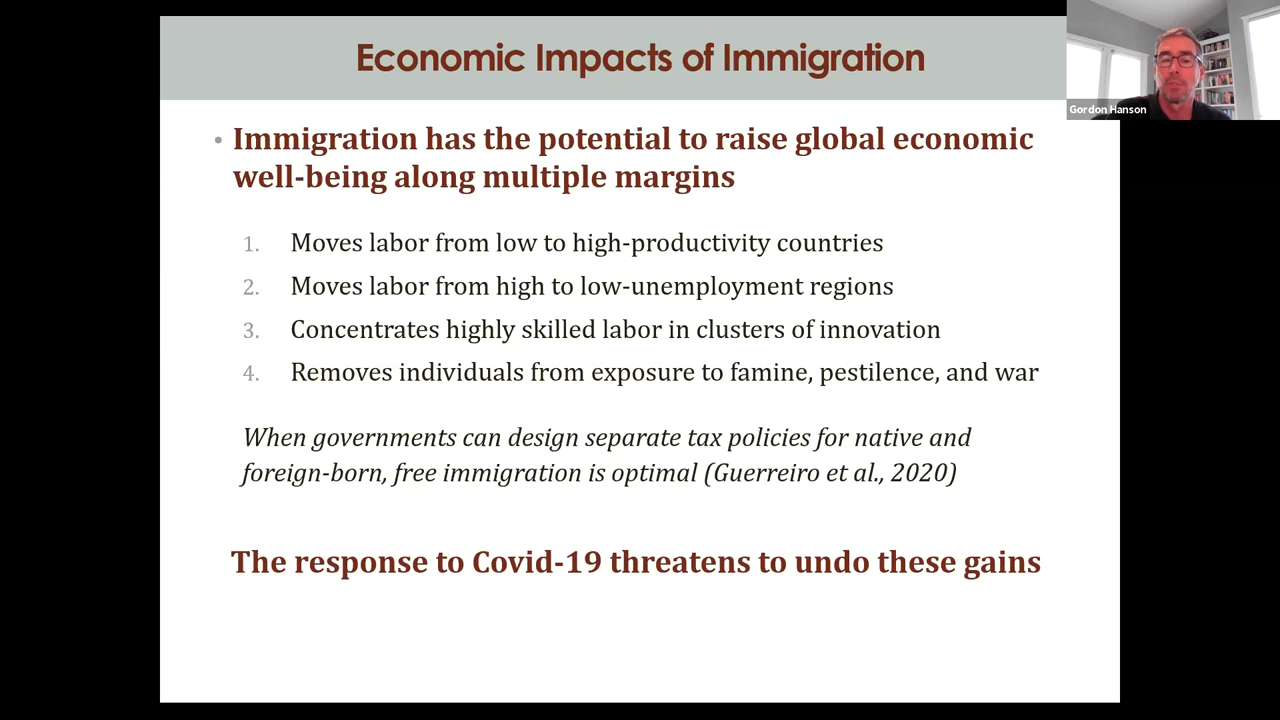 Economic Impacts of Immigration
Gordon Hanson
• Immigration has the potential to raise global economic
well-being along multiple margins
1. Moves labor from low to high-productivity countries
2. Moves labor from high to low-unemployment regions
3. Concentrates highly skilled labor in clusters of innovation
4. Removes individuals from exposure to famine, pestilence, and war
When governments can design separate tax policies for native and
foreign-born, free immigration is optimal (Guerreiro et al., 2020)
The response to Covid-19 threatens to undo these gains